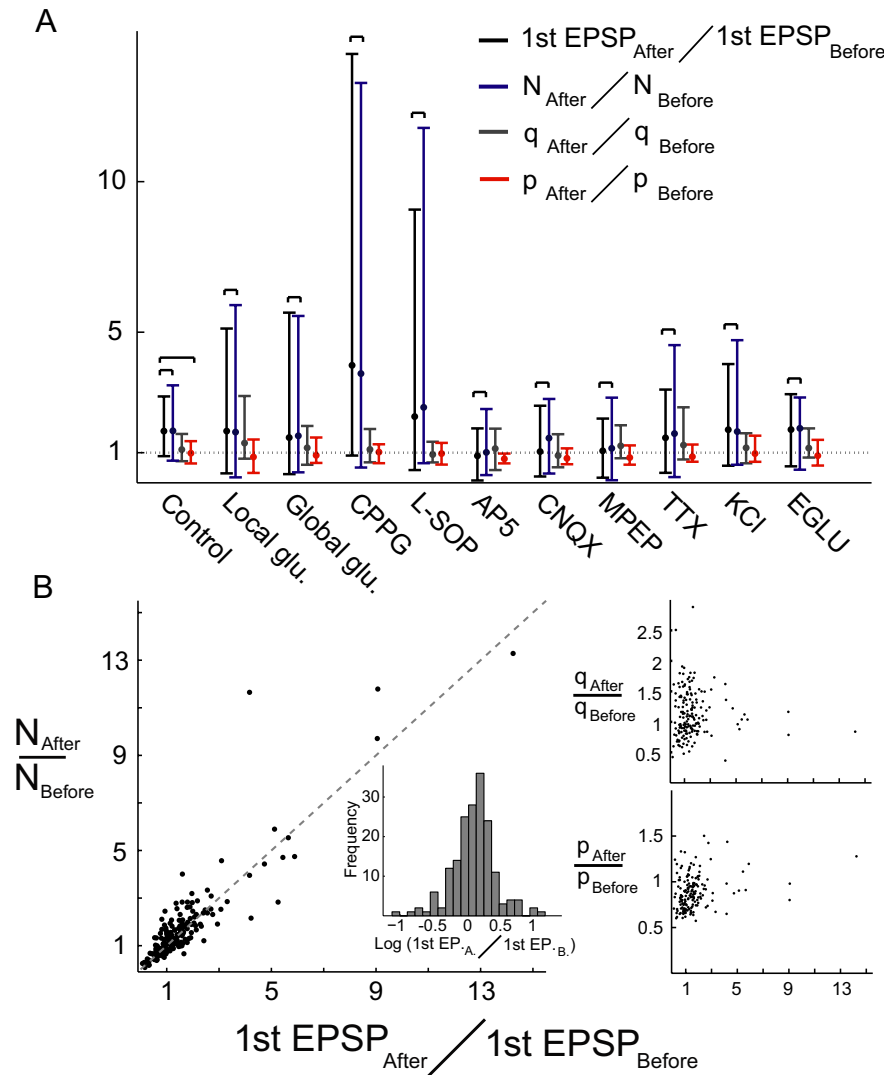 A
1st EPSP After / 1st EPSP Before
N After / N Before
q After / q Before
p After / p Before
10
5
1
Control
Local glu.
Global glu.
CPPG
L-SOP
AP5
CNQX
MPEP
TTX
KCl
EGLU
B
13
9
5
1
N After
N Before
1 5 9 13
1st EPSP After / 1st EPSP Before
Frequency
30
20
10
0
-1 -0.5 0 0.5 1
Log (1st EP. A. / 1st EP. B.)
q After
q Before
2.5
2
1.5
1
0.5
p After
p Before
1.5
1
0.5
1 5 9 13